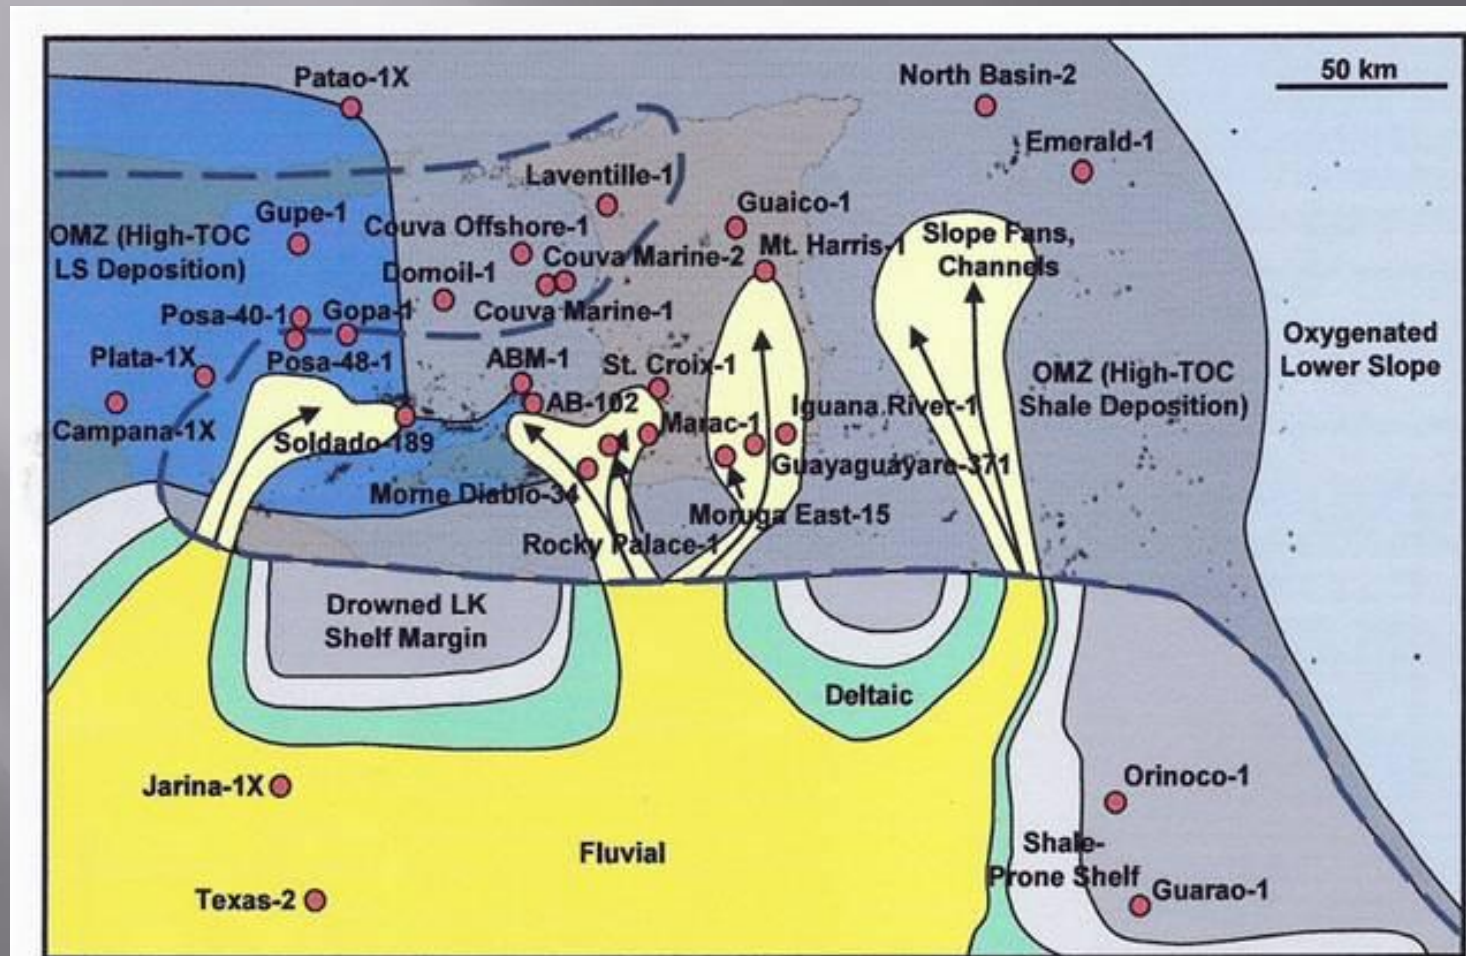 Patao-1X
North Basin-2
50 km
Emerald-1
Laventille-1
Gupe-1
Couva Offshore-1
Guaico-1
OMZ (High-TOC
LS Deposition)
Slope Fans,
Channels
Couva Marine-2
Mt. Harris-1
Domoil-1
Posa-40-1
Gopa-1
Couva Marine-1
Oxygenated
Lower Slope
Plata-1X
Posa-48-1
ABM-1
St. Croix-1
OMZ (High-TOC
Shale Deposition)
AB-102
Iguana River-1
Campana-1X
Soldado-189
Marac-1
Guayaguayare-371
Morne Diablo-34
Moruga East-15
Rocky Palace-1
Drowned LK
Shelf Margin
Deltaic
Jarina-1X
Orinoco-1
Fluvial
Shale-
Prone Shelf
Guarao-1
Texas-2